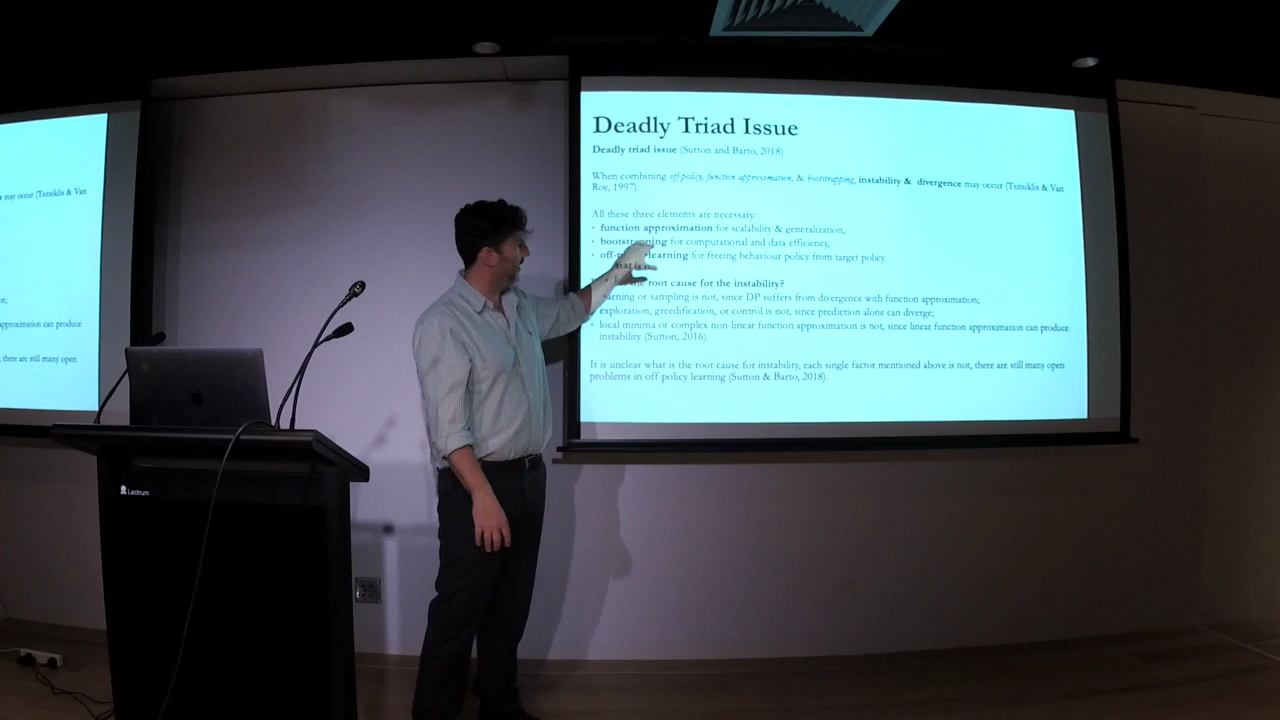 Deadly Triad Issue
Deadly triad issue (Sutton and Barto, 2018).
When combining off-policy, function approximation, & bootstrapping, instability & divergence may occur (Tsitsiklis & Van
Roy, 1997).
All these three elements are necessary:
· function approximation for scalability & generalization,
· bootstrapping for computational and data efficiency,
· learning for freeing behaviour policy from target policy.
the root cause for the instability?
or sampling is not, since DP suffers from divergence with function approximation;
· exploration, greedification, or control is not, since prediction alone can diverge;
· local minima or complex non-linear function approximation is not, since linear function approximation can produce
instability (Sutton, 2016).
It is unclear what is the root cause for instability, each single factor mentioned above is not, there are still many open
problems in off-policy learning (Sutton & Barto, 2018).
may occur (Tsitsiklis & Van
approximation can produce
there are still many open
Lectrum